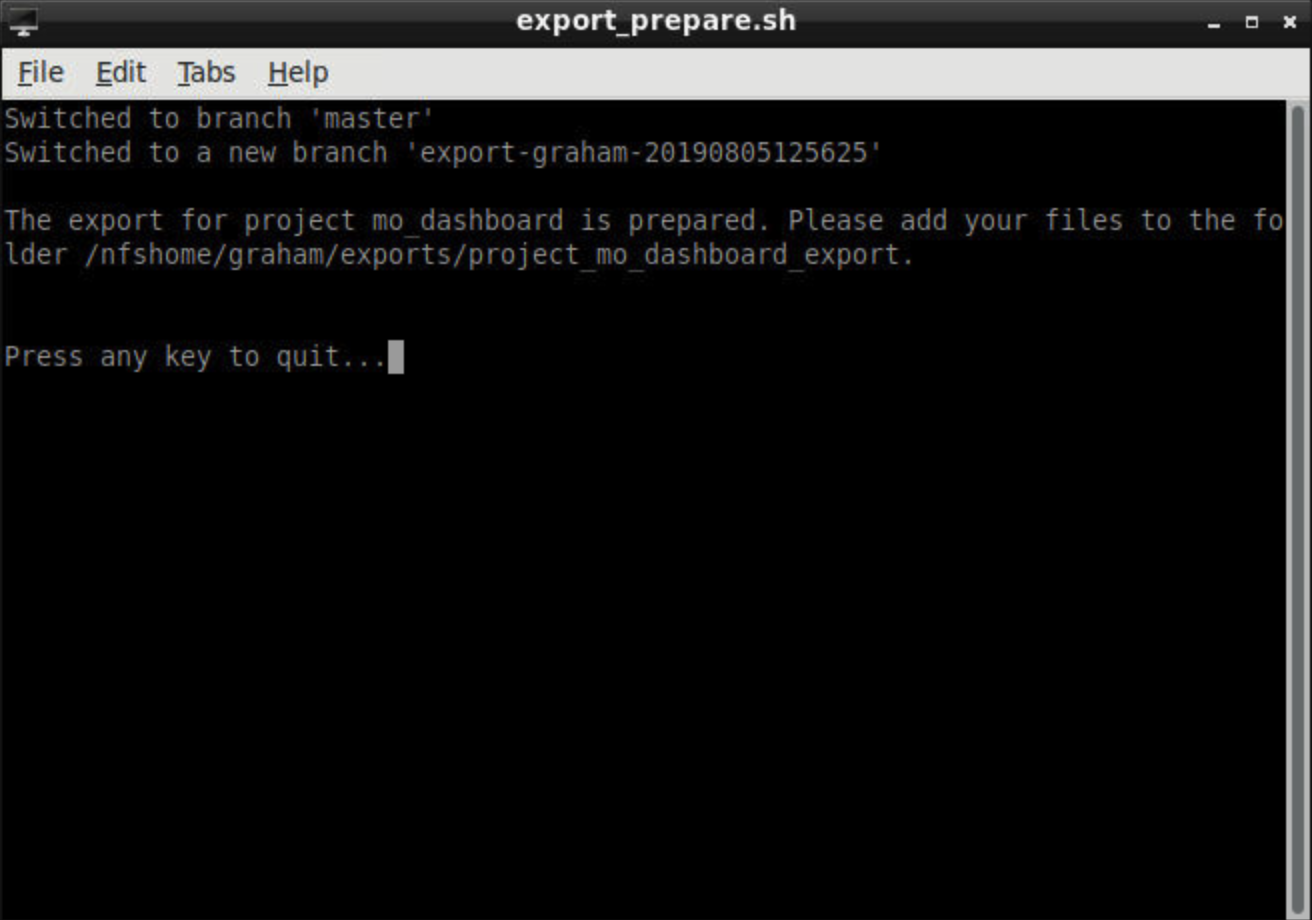 export_prepare.sh
File Edit Tabs Help
Switched to branch 'master'
Switched to a new branch 'export-graham-20190805125625'
The export for project mo_dashboard is prepared. Please add your files to the fo
lder /nfshome/graham/exports/project_mo_dashboard_export.
Press any key to quit...